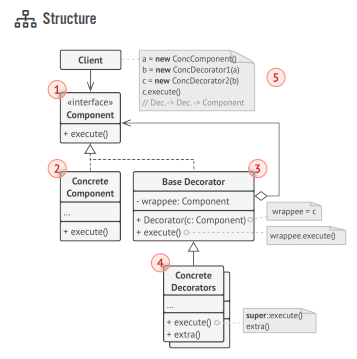 Structure
Client
a = new ConcComponent()
b = new ConcDecorator1(a)
c = new ConcDecorator2(b)
c.execute()
// Dec. -> Dec. -> Component
5
1
«interface»
Component
+ execute()
2
Concrete
Component
...
+ execute()
3
Base Decorator
- wrappee: Component
+ Decorator(c: Component)
+ execute()
wrappee = c
wrappee.execute()
4
Concrete
Decorators
...
+ execute()
+ extra()
super::execute()
extra()